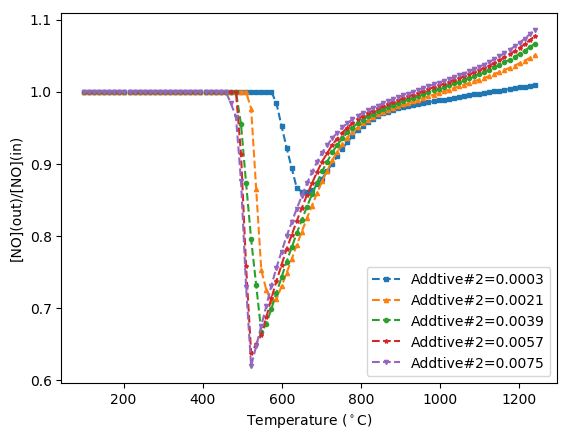 1.1
1.0
0.9
0.8
0.7
0.6
[NO](out)/[NO](in)
200
400
600
800
1000
1200
Temperature (°C)
Addtive#2=0.0003
Addtive#2=0.0021
Addtive#2=0.0039
Addtive#2=0.0057
Addtive#2=0.0075